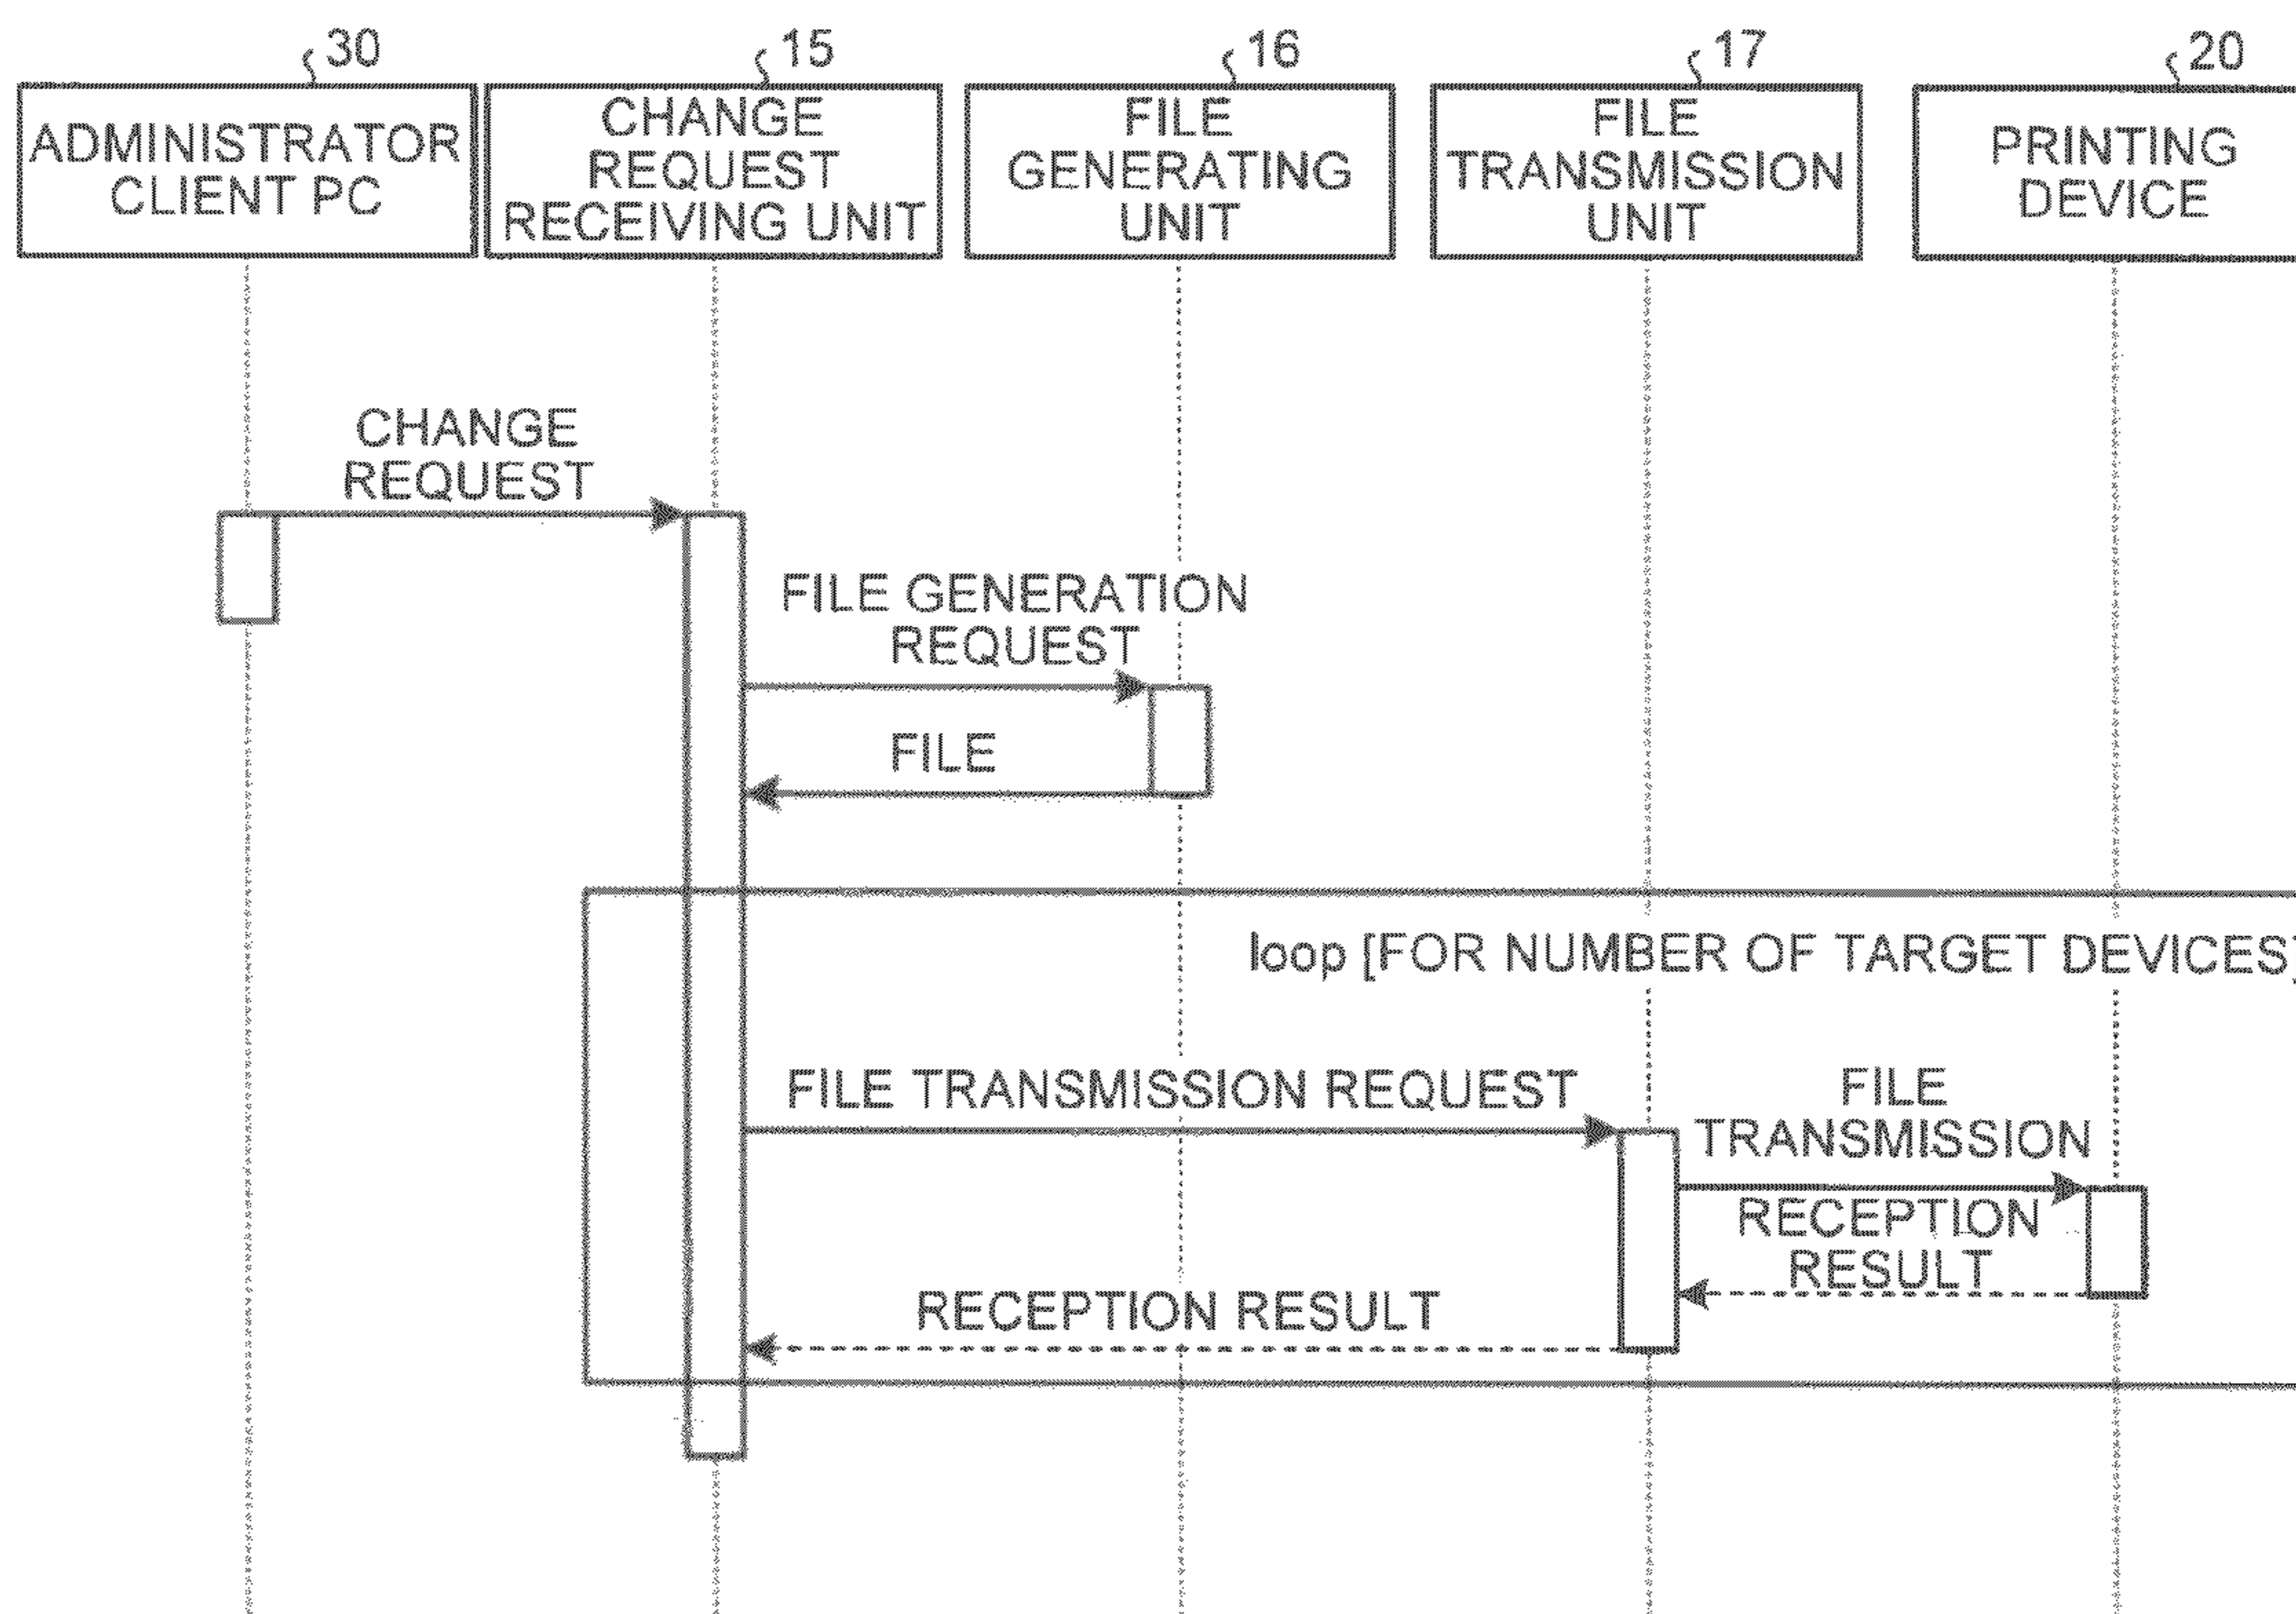 30
15
16
17
20
ADMINISTRATOR
CLIENT PC
CHANGE
REQUEST
RECEIVING UNIT
FILE
GENERATING
UNIT
FILE
TRANSMISSION
UNIT
PRINTING
DEVICE
CHANGE
REQUEST
FILE GENERATION
REQUEST
FILE
loop [FOR NUMBER OF TARGET DEVICES]
FILE TRANSMISSION REQUEST
FILE
TRANSMISSION
RECEPTION
RESULT
RECEPTION RESULT